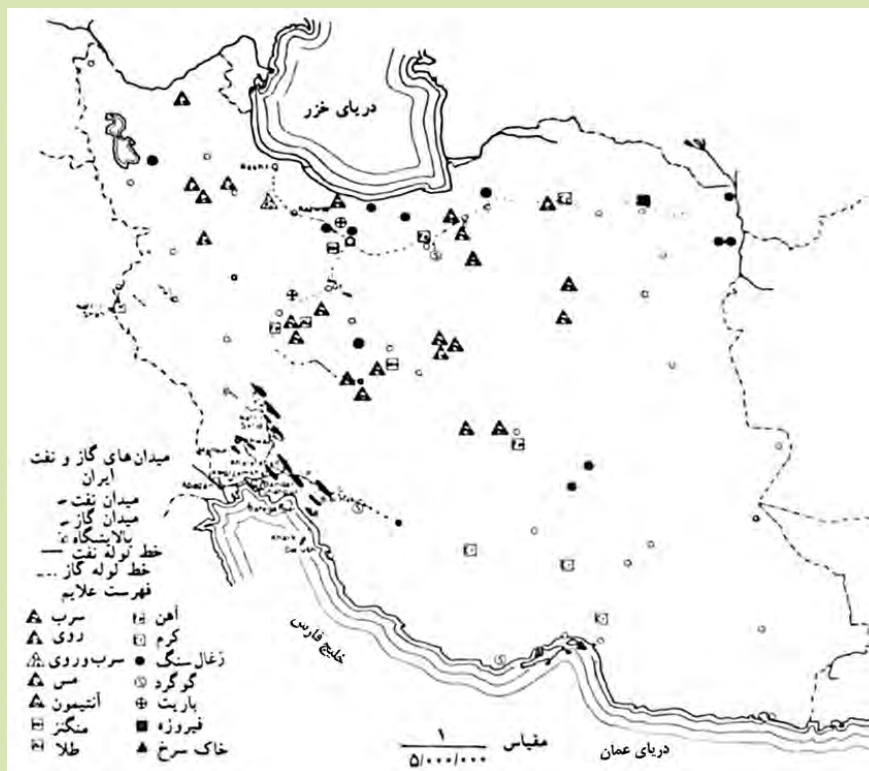 دریای خزر
میدان‌های گاز و نفت
ایران
میدان نفت
میدان گاز
پالایشگاه
خط لوله نفت
خط لوله گاز
فهرست علایم
سرب
روی
سرب و روی
مس
آنتیمون
منگنز
طلا
آهن
کرم
زغال سنگ
گوگرد
باریت
فیروزه
خاک سرخ
خلیج فارس
مقیاس
۱
۵/۰۰۰/۰۰۰
دریای عمان